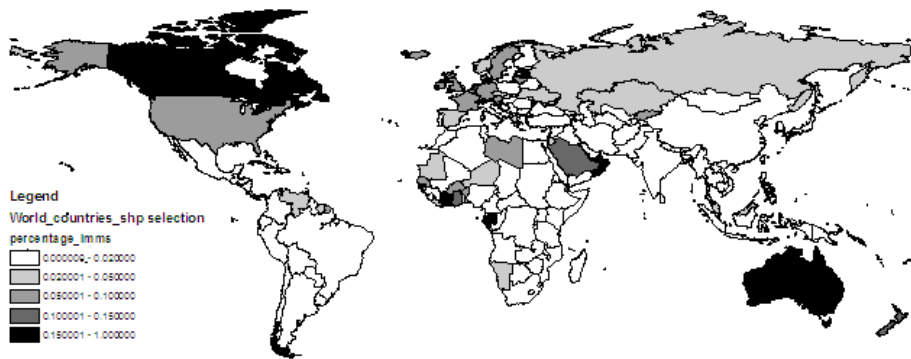 Legend
World_countries_shp selection
percentage_Imms
0.000000 - 0.020000
0.020001 - 0.050000
0.050001 - 0.100000
0.100001 - 0.150000
0.150001 - 1.000000